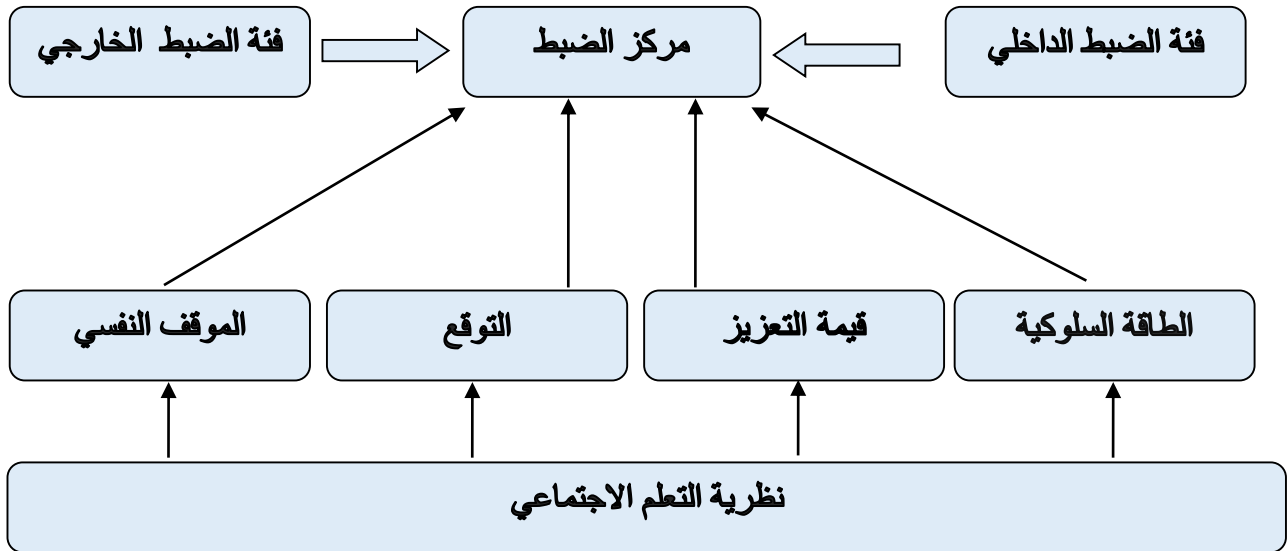 فئة الضبط الداخلي
مركز الضبط
فئة الضبط الخارجي
الطاقة السلوكية
قيمة التعزيز
التوقع
الموقف النفسي
نظرية التعلم الاجتماعي